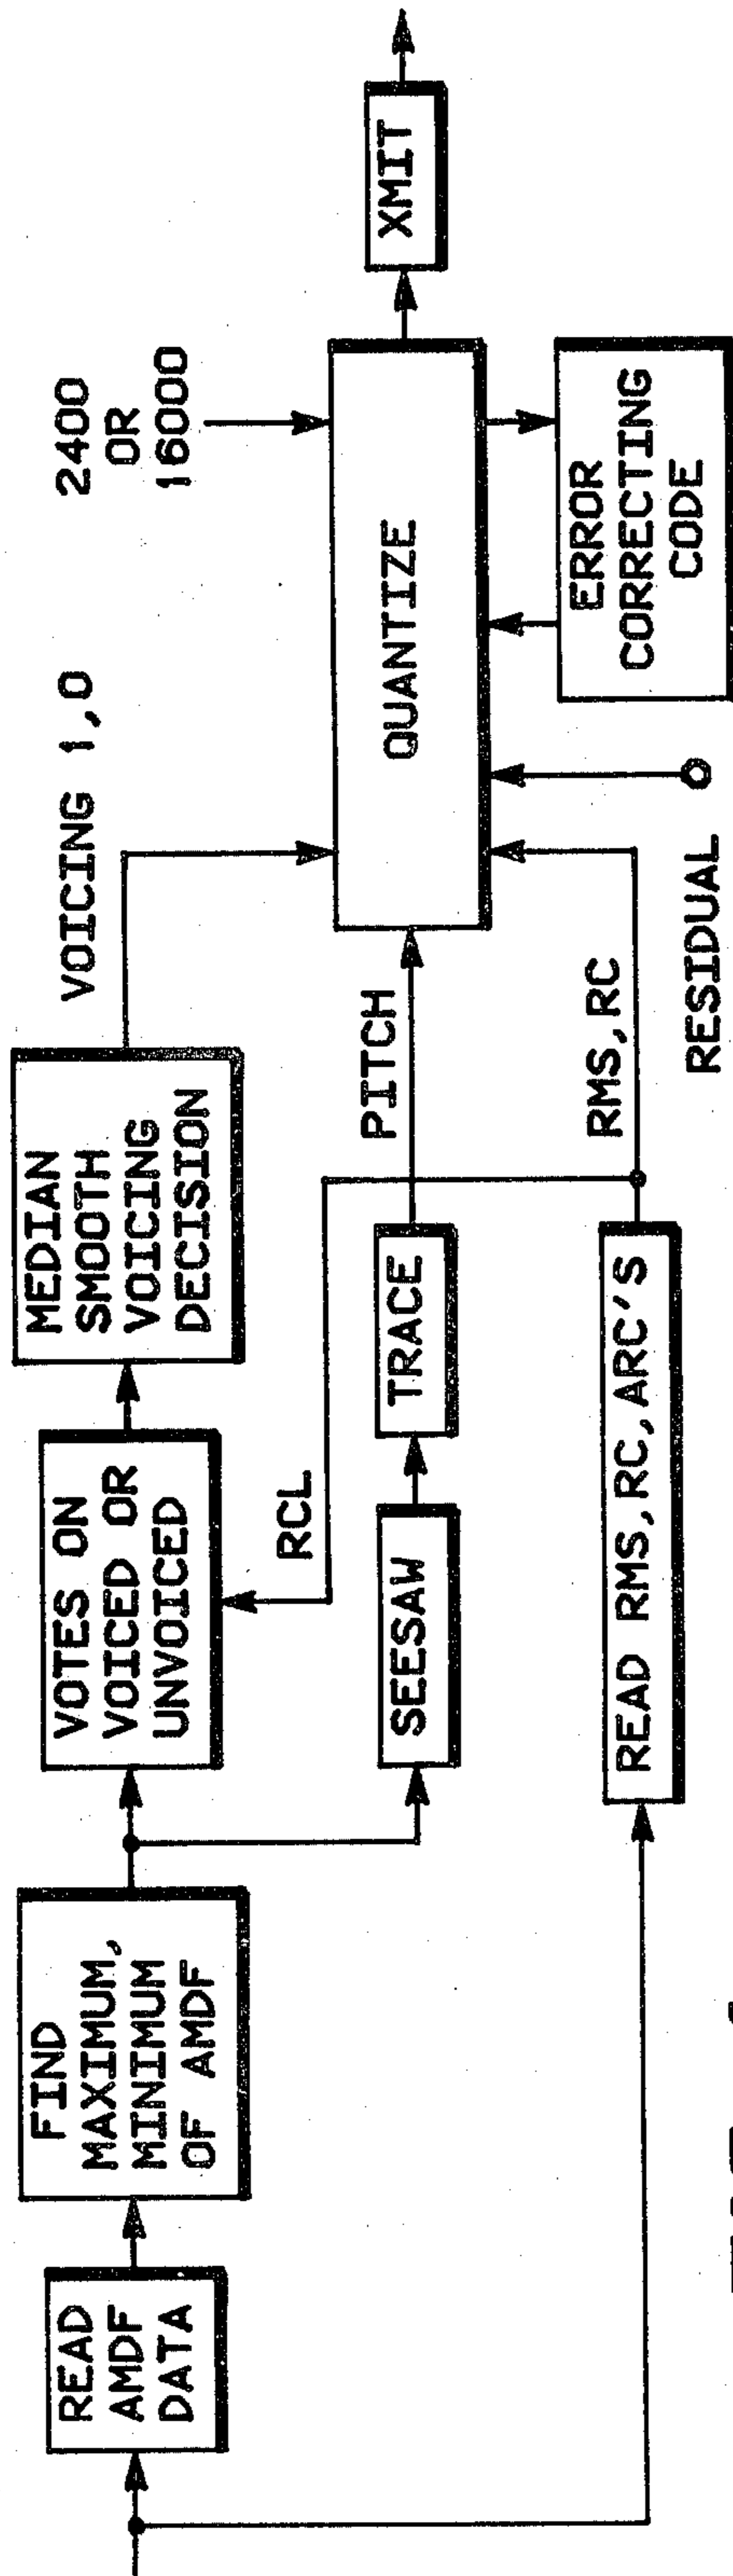 READ
AMDF
DATA
FIND
MAXIMUM,
MINIMUM
OF AMDF
VOTES ON
VOICED OR
UNVOICED
MEDIAN
SMOOTH
VOICING
DECISION
VOICING 1,0
2400
OR
16000
RCL
SEESAW
TRACE
PITCH
QUANTIZE
XMIT
READ RMS,RC,ARC'S
RMS,RC
RESIDUAL
ERROR
CORRECTING
CODE